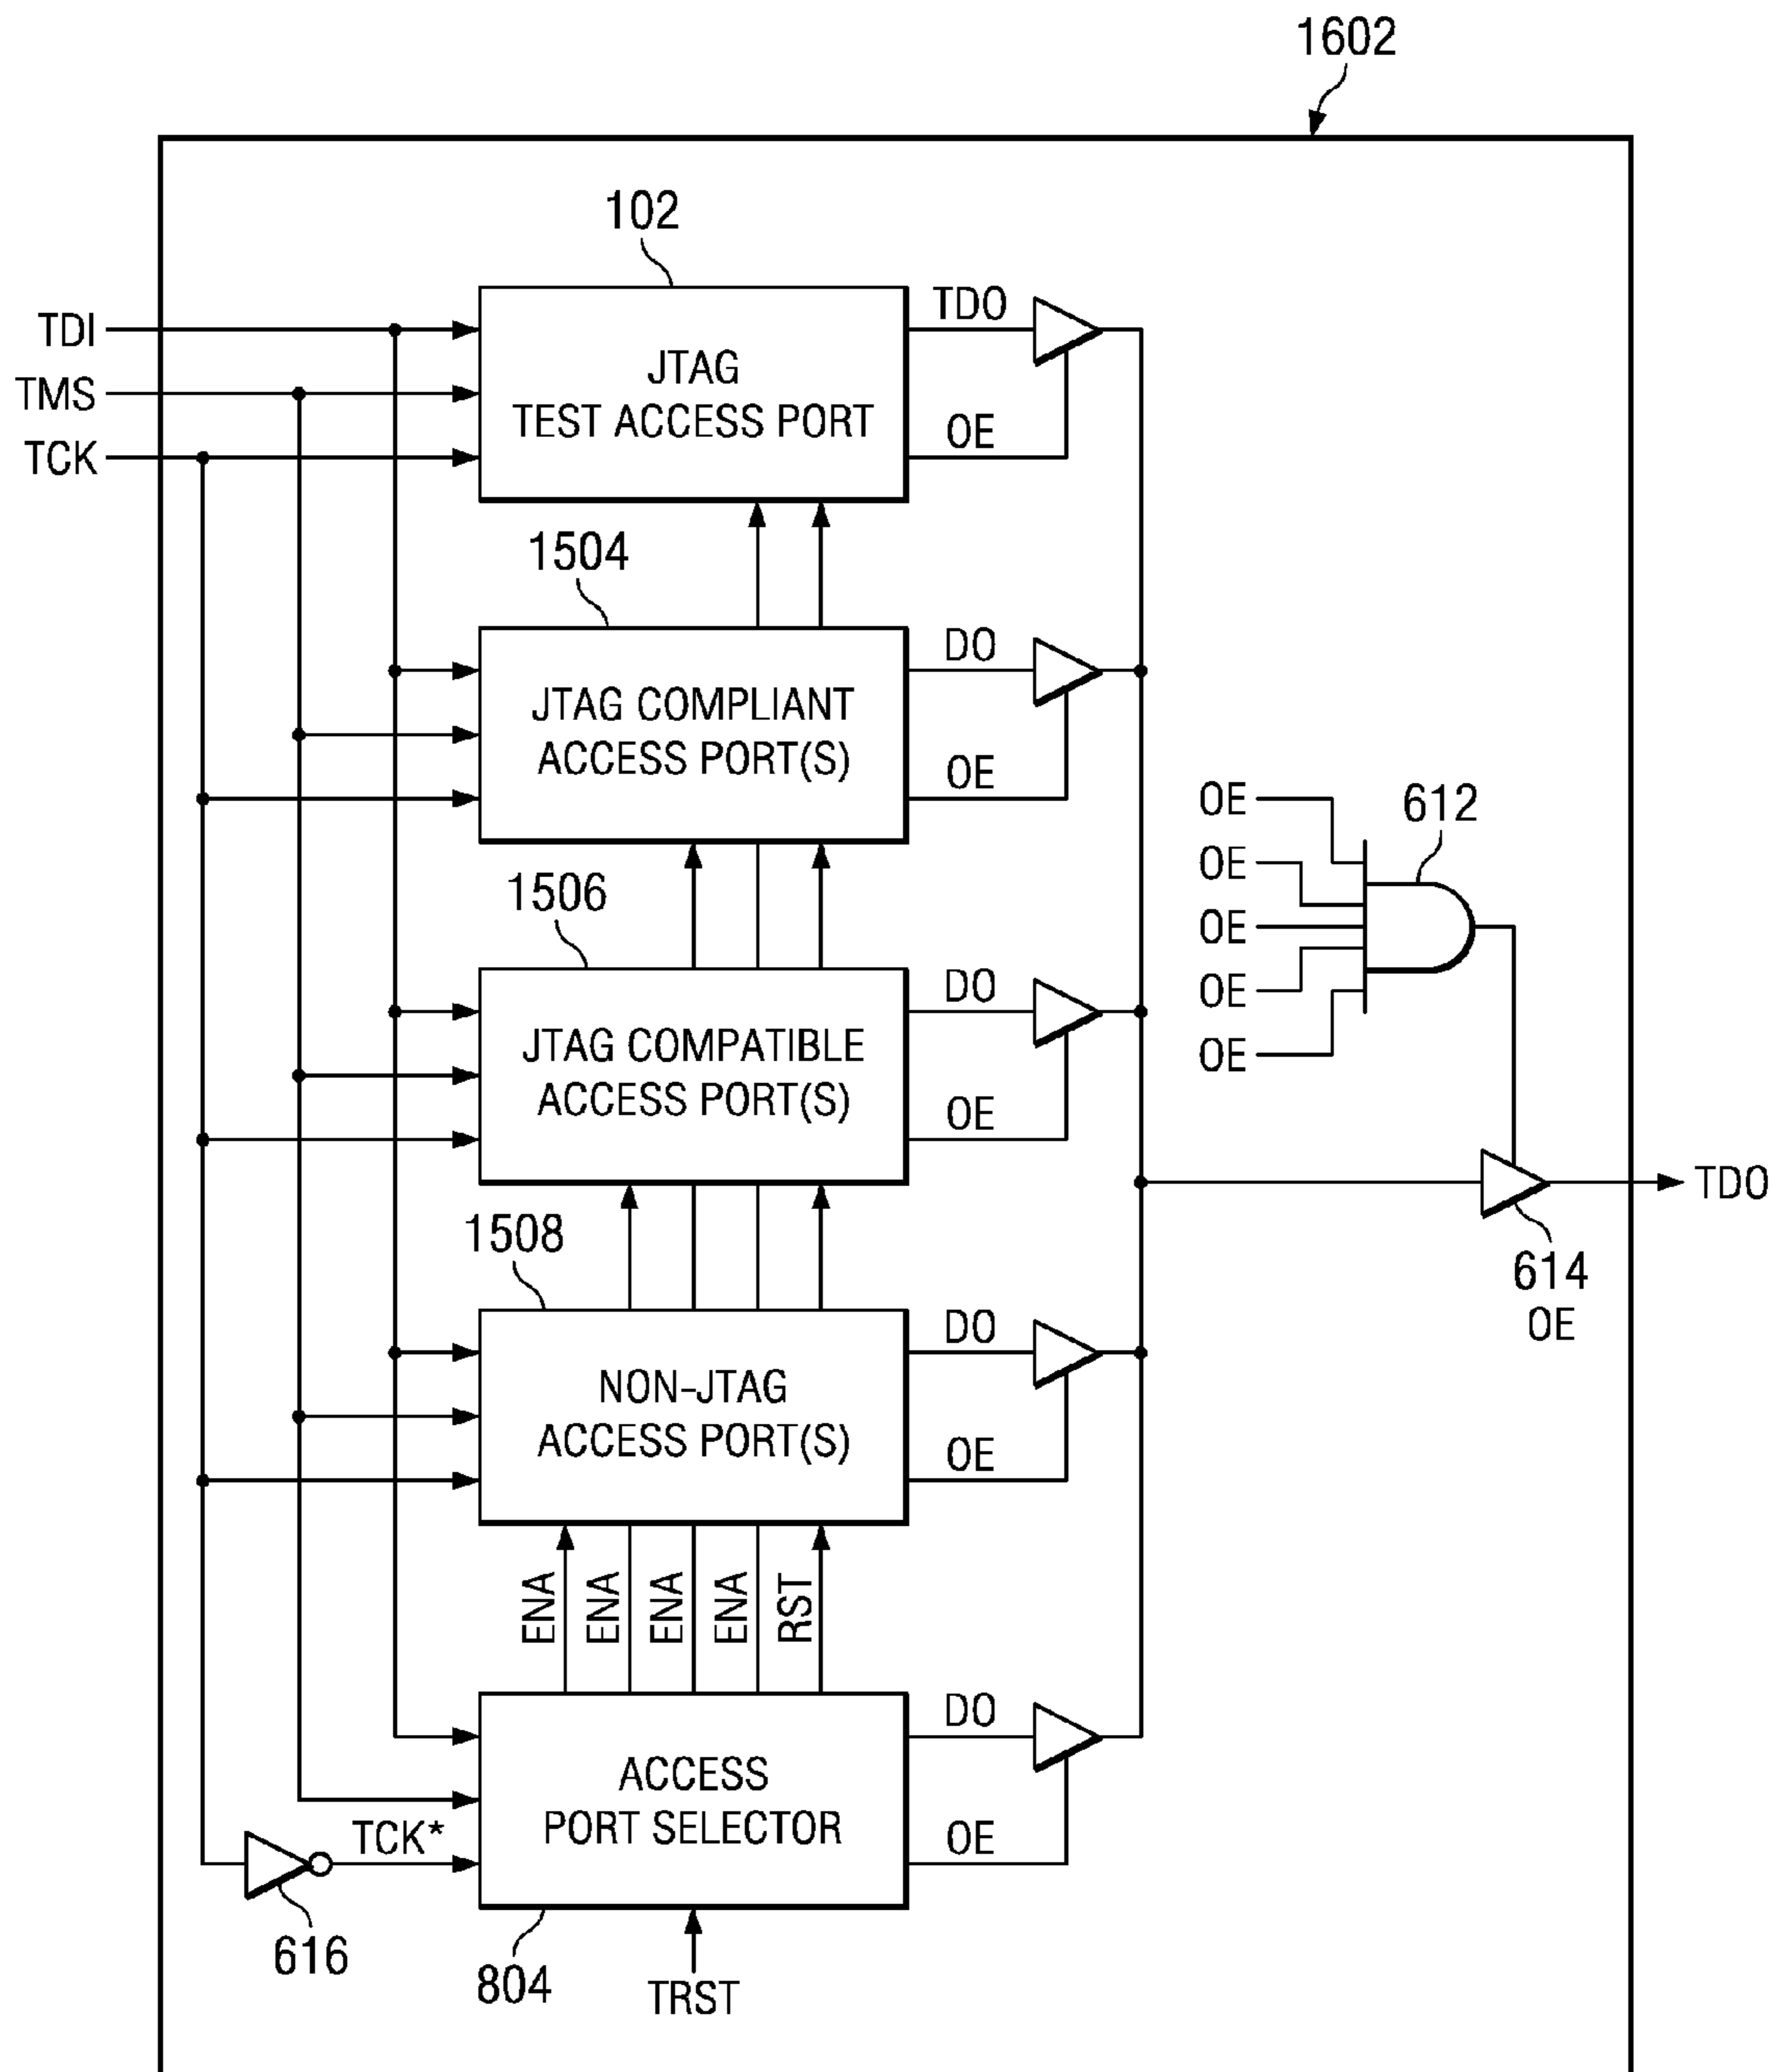 1602
102
TDI
TMS
TCK
JTAG
TEST ACCESS PORT
TDO
OE
1504
JTAG COMPLIANT
ACCESS PORT(S)
DO
OE
1506
JTAG COMPATIBLE
ACCESS PORT(S)
DO
OE
OE
OE
OE
OE
OE
612
TDO
614
OE
1508
NON-JTAG
ACCESS PORT(S)
DO
OE
ENA
ENA
ENA
ENA
RST
ACCESS
PORT SELECTOR
DO
OE
TCK*
616
804
TRST